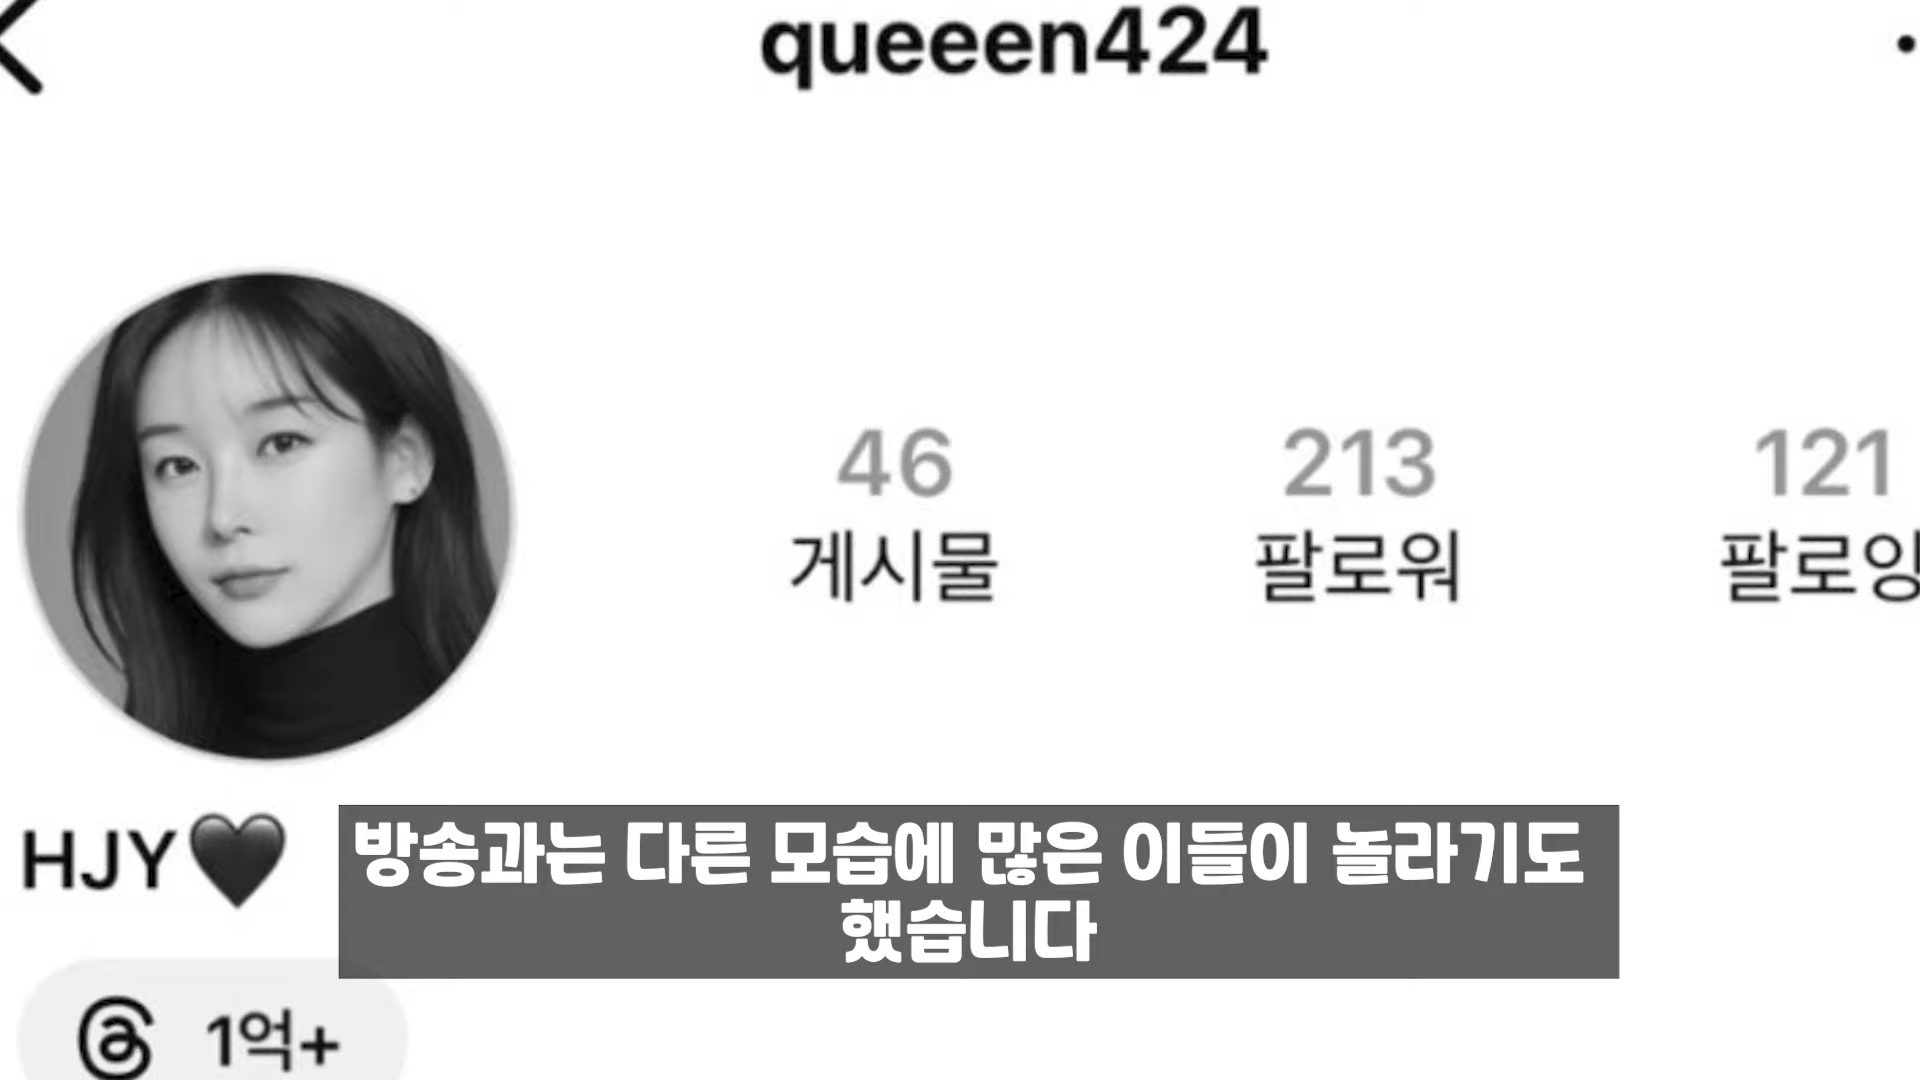 queeen424
46 213 121
게시물 팔로워 팔로잉
HJY🖤
방송과는 다른 모습에 많은 이들이 놀라기도
했습니다
1억+